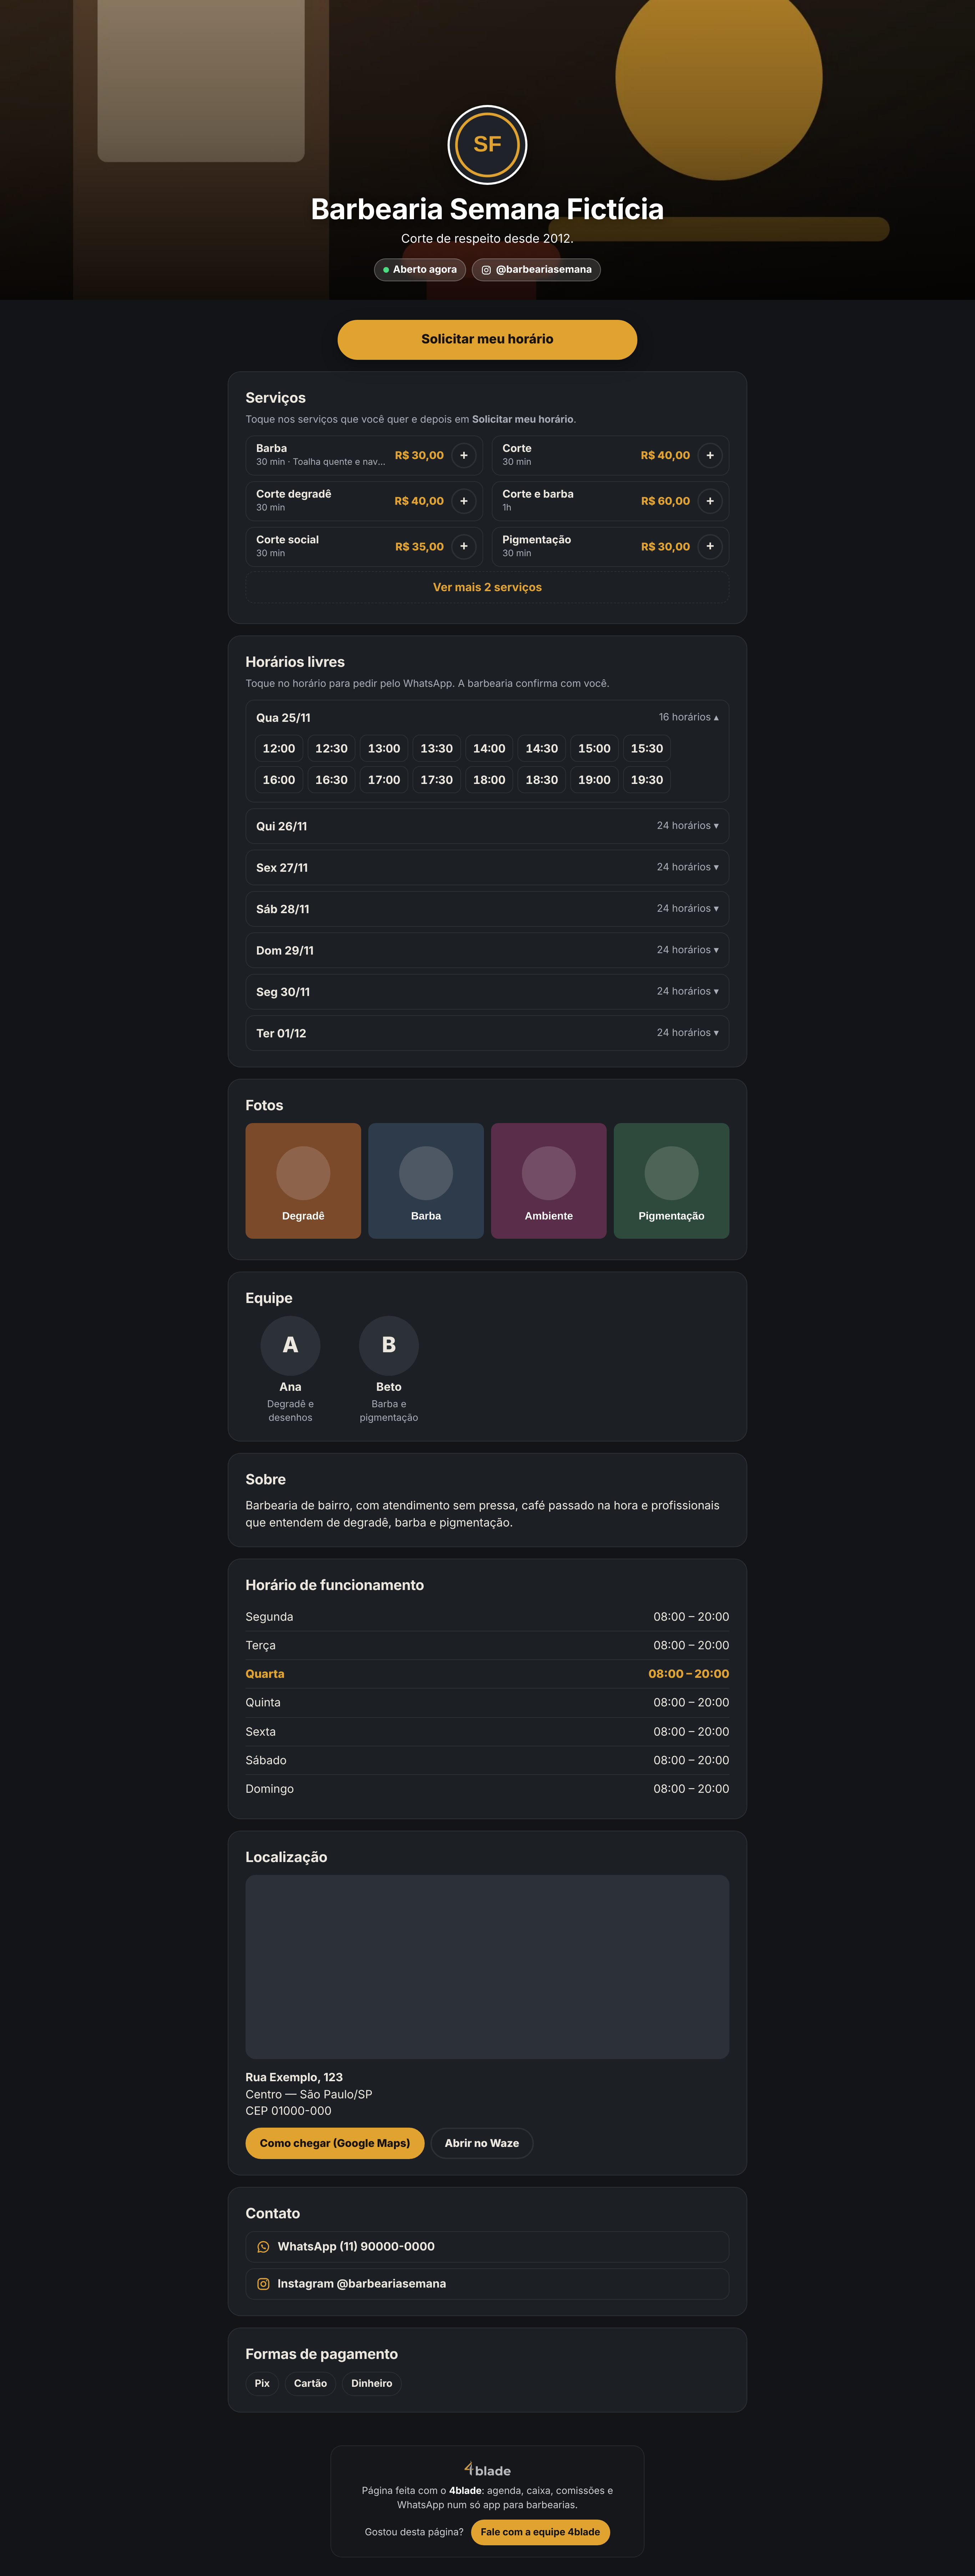 SF
Barbearia Semana Fictícia
Corte de respeito desde 2012.
Aberto agora
@barbeariasemana
Solicitar meu horário
Serviços
Toque nos serviços que você quer e depois em Solicitar meu horário.
Barba
30 min · Toalha quente e nav...
R$ 30,00
+
Corte
30 min
R$ 40,00
+
Corte degradê
30 min
R$ 40,00
+
Corte e barba
1h
R$ 60,00
+
Corte social
30 min
R$ 35,00
+
Pigmentação
30 min
R$ 30,00
+
Ver mais 2 serviços
Horários livres
Toque no horário para pedir pelo WhatsApp. A barbearia confirma com você.
Qua 25/11 16 horários ▴
12:00 12:30 13:00 13:30 14:00 14:30 15:00 15:30
16:00 16:30 17:00 17:30 18:00 18:30 19:00 19:30
Qui 26/11 24 horários ▾
Sex 27/11 24 horários ▾
Sáb 28/11 24 horários ▾
Dom 29/11 24 horários ▾
Seg 30/11 24 horários ▾
Ter 01/12 24 horários ▾
Fotos
Degradê
Barba
Ambiente
Pigmentação
Equipe
A
Ana
Degradê e
desenhos
B
Beto
Barba e
pigmentação
Sobre
Barbearia de bairro, com atendimento sem pressa, café passado na hora e profissionais
que entendem de degradê, barba e pigmentação.
Horário de funcionamento
Segunda 08:00 – 20:00
Terça 08:00 – 20:00
Quarta 08:00 – 20:00
Quinta 08:00 – 20:00
Sexta 08:00 – 20:00
Sábado 08:00 – 20:00
Domingo 08:00 – 20:00
Localização
Rua Exemplo, 123
Centro — São Paulo/SP
CEP 01000-000
Como chegar (Google Maps)
Abrir no Waze
Contato
WhatsApp (11) 90000-0000
Instagram @barbeariasemana
Formas de pagamento
Pix
Cartão
Dinheiro
4blade
Página feita com o 4blade: agenda, caixa, comissões e
WhatsApp num só app para barbearias.
Gostou desta página? Fale com a equipe 4blade